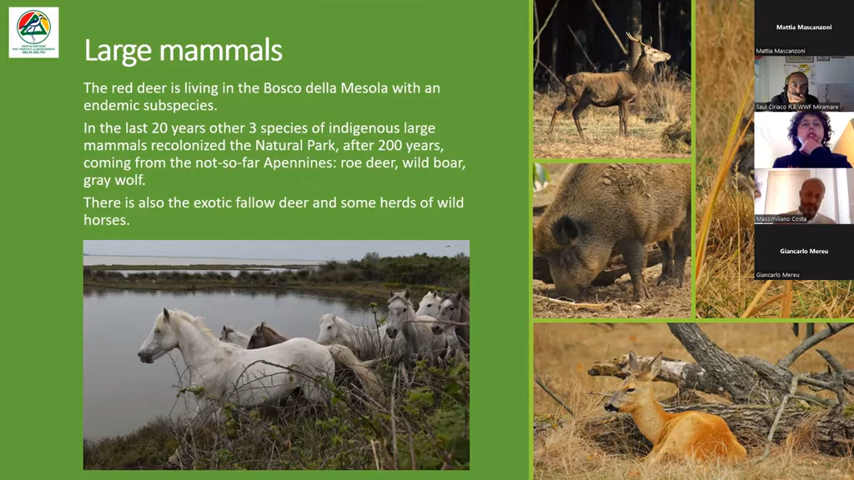 Large mammals
The red deer is living in the Bosco della Mesola with an
endemic subspecies.
In the last 20 years other 3 species of indigenous large
mammals recolonized the Natural Park, after 200 years,
coming from the not-so-far Apennines: roe deer, wild boar,
gray wolf.
There is also the exotic fallow deer and some herds of wild
horses.
Mattia Mascanzoni
Mattia Mascanzoni
Saul Ciriaco R.B WWF Miramare
Massimiliano Costa
Giancarlo Mereu
Giancarlo Mereu